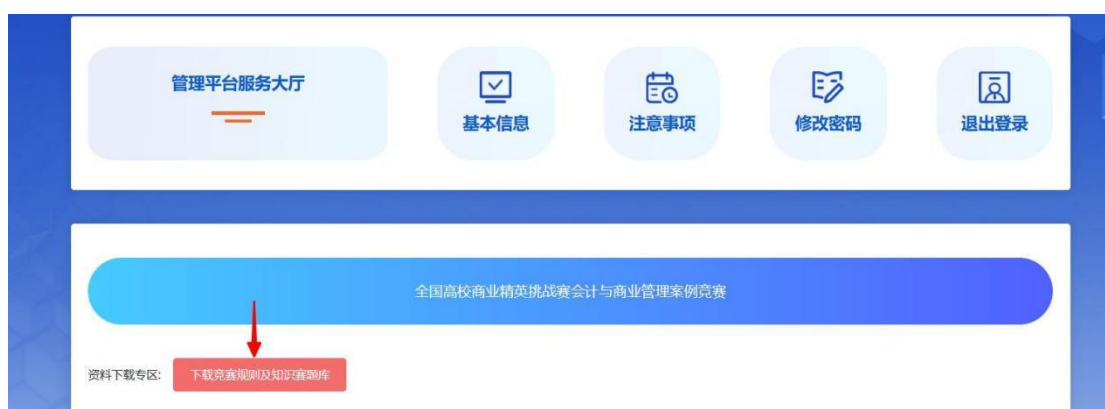 管理平台服务大厅
基本信息
注意事项
修改密码
退出登录
全国高校商业精英挑战赛会计与商业管理案例竞赛
资料下载专区: 下载竞赛规则及知识赛题库